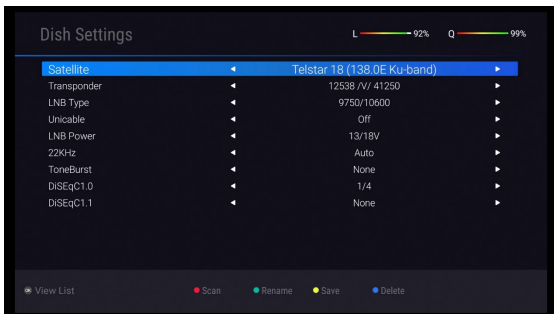 Dish Settings L 92% Q 99%
Satellite Telstar 18 (138.0E Ku-band)
Transponder 12538 /V/ 41250
LNB Type 9750/10600
Unicable Off
LNB Power 13/18V
22KHz Auto
ToneBurst None
DiSEqC1.0 1/4
DiSEqC1.1 None
OK View List Scan Rename Save Delete